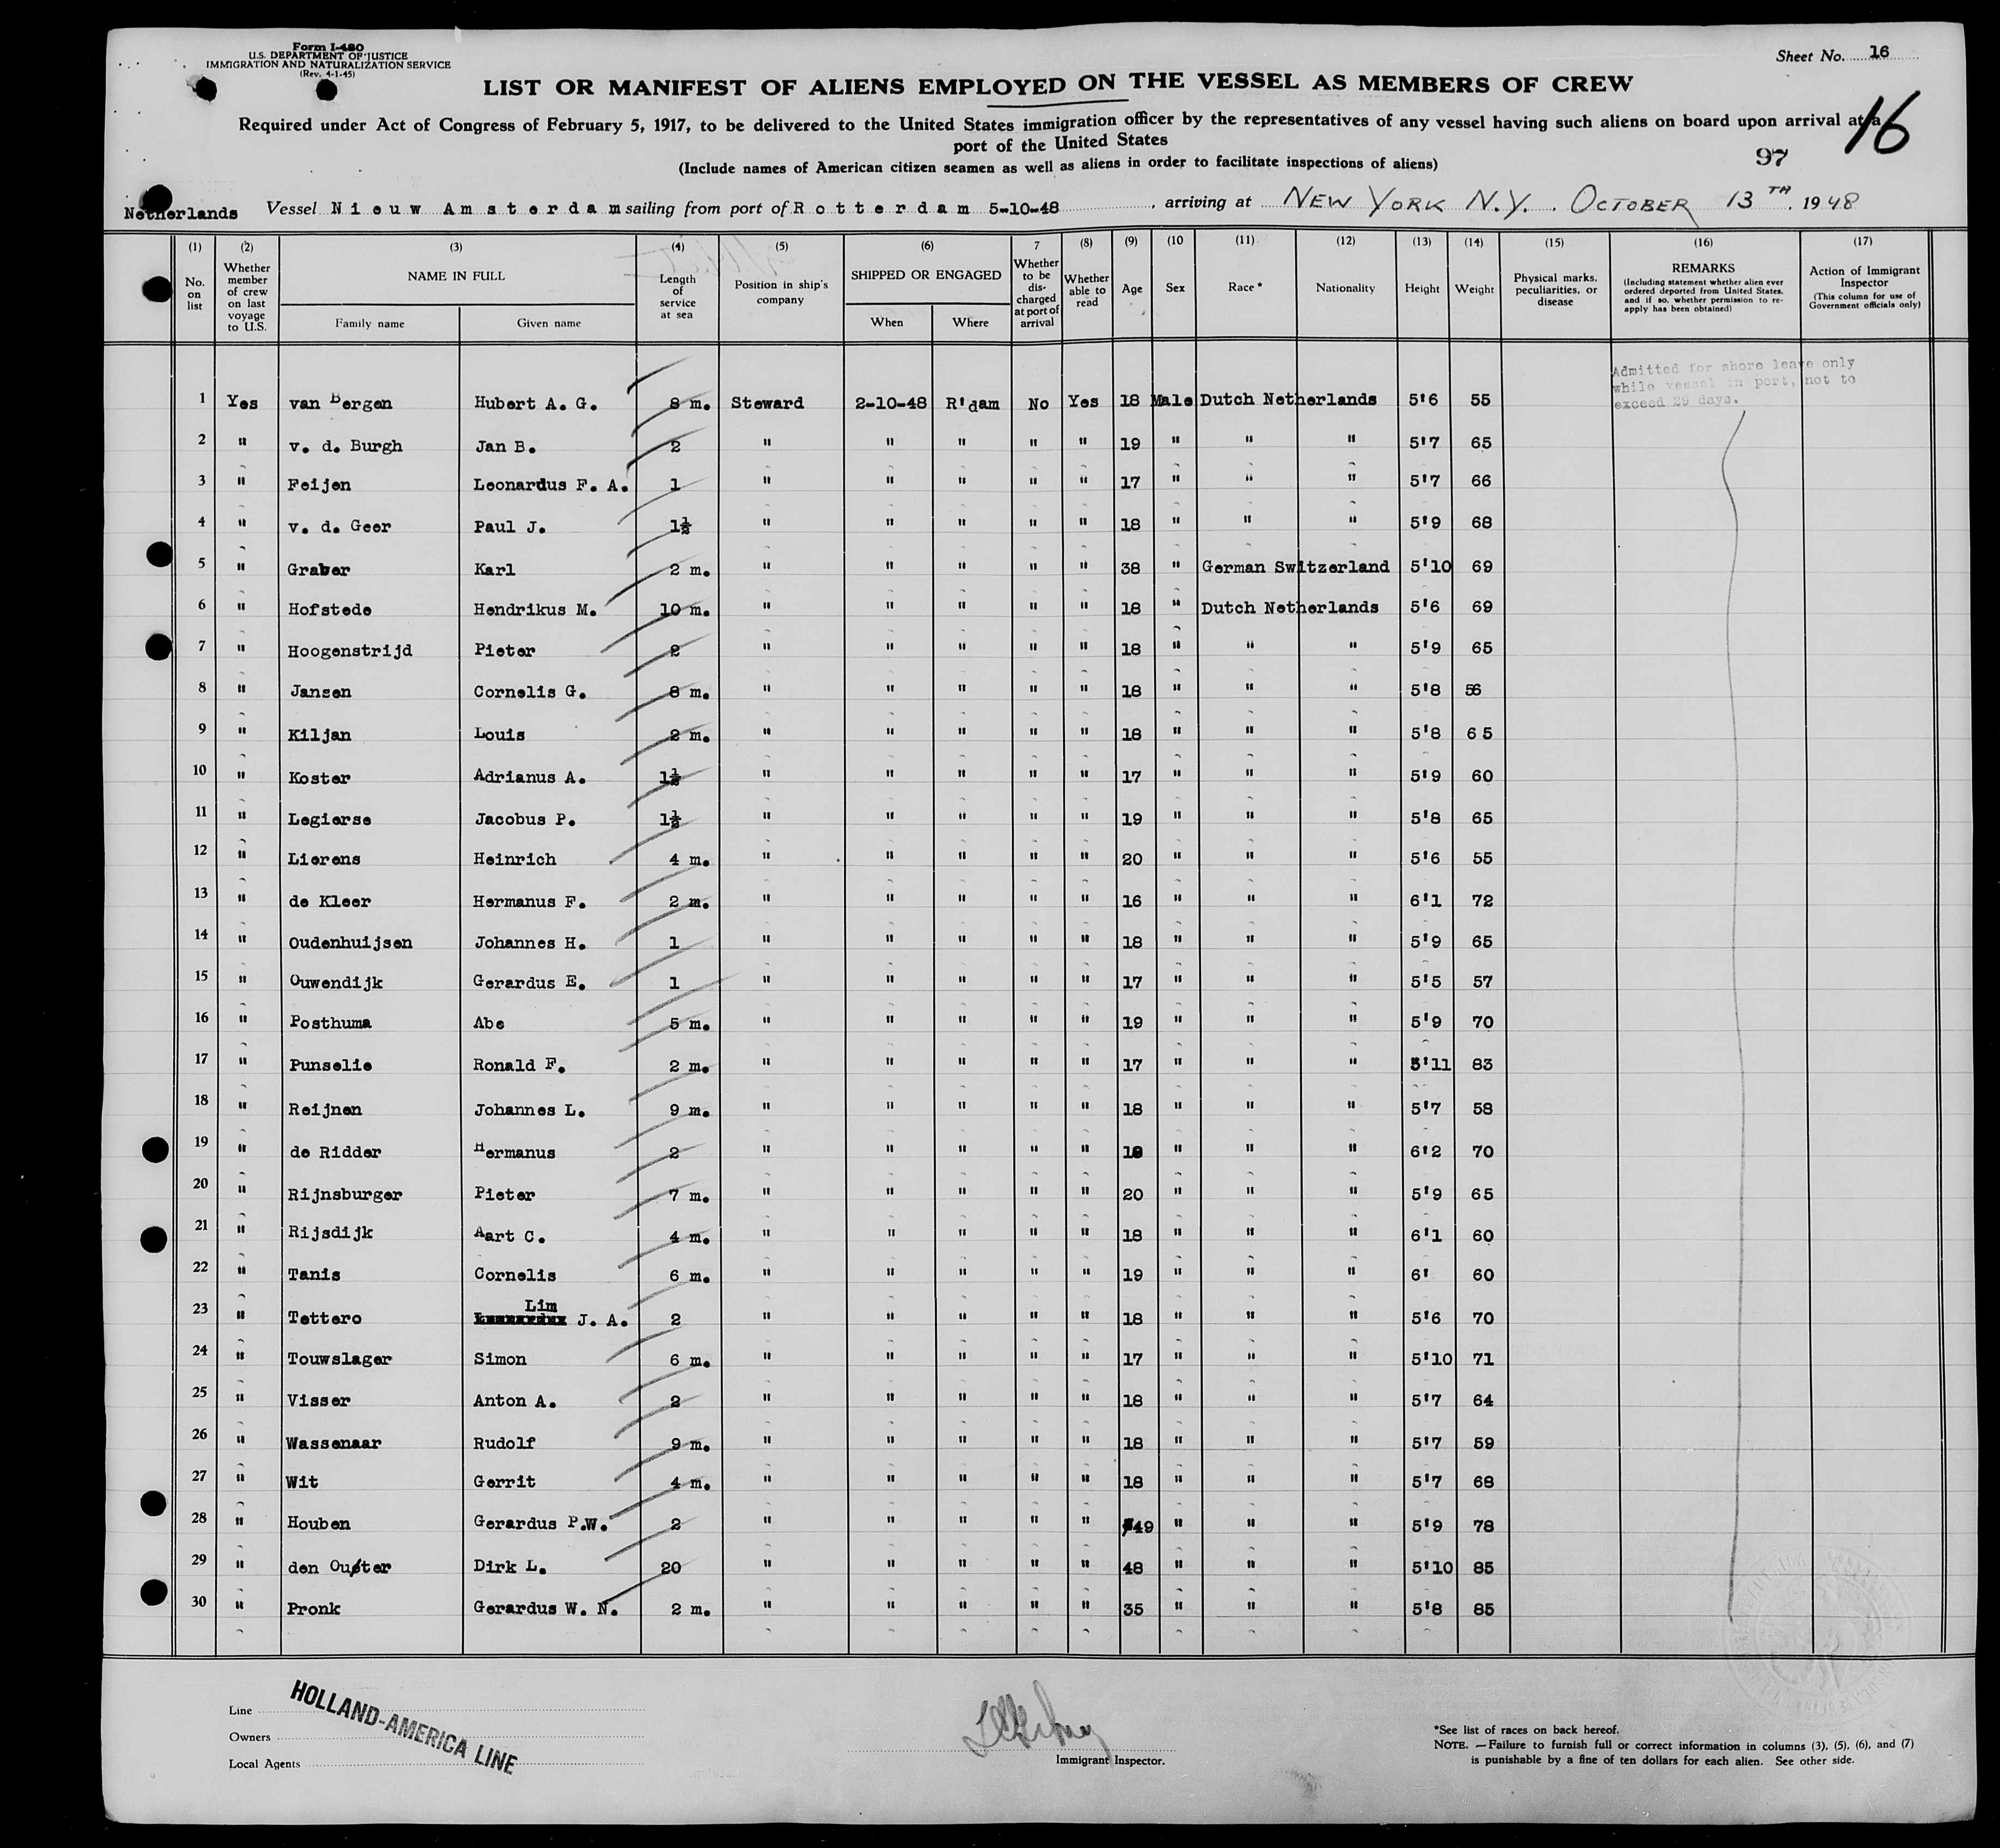 Form I-480
U.S. DEPARTMENT OF JUSTICE
IMMIGRATION AND NATURALIZATION SERVICE
(Rev. 4-1-45)
Sheet No. 16
LIST OR MANIFEST OF ALIENS EMPLOYED ON THE VESSEL AS MEMBERS OF CREW
16
Required under Act of Congress of February 5, 1917, to be delivered to the United States immigration officer by the representatives of any vessel having such aliens on board upon arrival at a
port of the United States
(Include names of American citizen seamen as well as aliens in order to facilitate inspections of aliens)
97
Netherlands Vessel Nieuw Amsterdam sailing from port of Rotterdam 5-10-48, arriving at NEW YORK N.Y. OCTOBER 13TH, 1948
(1) (2) (3) (4) (5) (6) 7 (8) (9) (10 (11) (12) (13) (14) (15) (16) (17)
No. on list
Whether member of crew on last voyage to U.S.
NAME IN FULL
Family name Given name
Length of service at sea
Position in ship's company
SHIPPED OR ENGAGED
When Where
Whether to be discharged at port of arrival
Whether able to read
Age
Sex
Race *
Nationality
Height
Weight
Physical marks, peculiarities, or disease
REMARKS
(Including statement whether alien ever ordered deported from United States, and if so, whether permission to reapply has been obtained)
Action of Immigrant Inspector
(This column for use of Government officials only)
Admitted for shore leave only
while vessel in port, not to
exceed 29 days.
1 Yes van Bergen Hubert A. G. 8 m. Steward 2-10-48 R'dam No Yes 18 Male Dutch Netherlands 5'6 55
2 " v. d. Burgh Jan B. 2 " " " " " 19 " " " 5'7 65
3 " Feijen Leonardus F. A. 1 " " " " " 17 " " " 5'7 66
4 " v. d. Geer Paul J. 1½ " " " " " 18 " " " 5'9 68
5 " Graber Karl 2 m. " " " " " 38 " German Switzerland 5'10 69
6 " Hofstede Hendrikus M. 10 m. " " " " " 18 " Dutch Netherlands 5'6 69
7 " Hoogenstrijd Pieter 2 " " " " " 18 " " " 5'9 65
8 " Jansen Cornelis G. 8 m. " " " " " 18 " " " 5'8 56
9 " Kiljan Louis 2 m. " " " " " 18 " " " 5'8 65
10 " Koster Adrianus A. 1½ " " " " " 17 " " " 5'9 60
11 " Legierse Jacobus P. 1½ " " " " " 19 " " " 5'8 65
12 " Lierens Heinrich 4 m. " " " " " 20 " " " 5'6 55
13 " de Kleer Hermanus F. 2 m. " " " " " 16 " " " 6'1 72
14 " Oudenhuijsen Johannes H. 1 " " " " " 18 " " " 5'9 65
15 " Ouwendijk Gerardus E. 1 " " " " " 17 " " " 5'5 57
16 " Posthuma Abe 5 m. " " " " " 19 " " " 5'9 70
17 " Punselie Ronald F. 2 m. " " " " " 17 " " " 5'11 83
18 " Reijnen Johannes L. 9 m. " " " " " 18 " " " 5'7 58
19 " de Ridder Hermanus 2 " " " " " 18 " " " 6'2 70
20 " Rijnsburger Pieter 7 m. " " " " " 20 " " " 5'9 65
21 " Rijsdijk Aart C. 4 m. " " " " " 18 " " " 6'1 60
22 " Tanis Cornelis 6 m. " " " " " 19 " " " 6' 60
23 " Tettero Lim J. A. 2 " " " " " 18 " " " 5'6 70
24 " Touwslager Simon 6 m. " " " " " 17 " " " 5'10 71
25 " Visser Anton A. 2 " " " " " 18 " " " 5'7 64
26 " Wassenaar Rudolf 9 m. " " " " " 18 " " " 5'7 59
27 " Wit Gerrit 4 m. " " " " " 18 " " " 5'7 68
28 " Houben Gerardus P.W. 2 " " " " " 49 " " " 5'9 78
29 " den Ouster Dirk L. 20 " " " " " 48 " " " 5'10 85
30 " Pronk Gerardus W. N. 2 m. " " " " " 35 " " " 5'8 85
Line
Owners
Local Agents
HOLLAND-AMERICA LINE
Immigrant Inspector.
*See list of races on back hereof.
NOTE. —Failure to furnish full or correct information in columns (3), (5), (6), and (7)
is punishable by a fine of ten dollars for each alien. See other side.